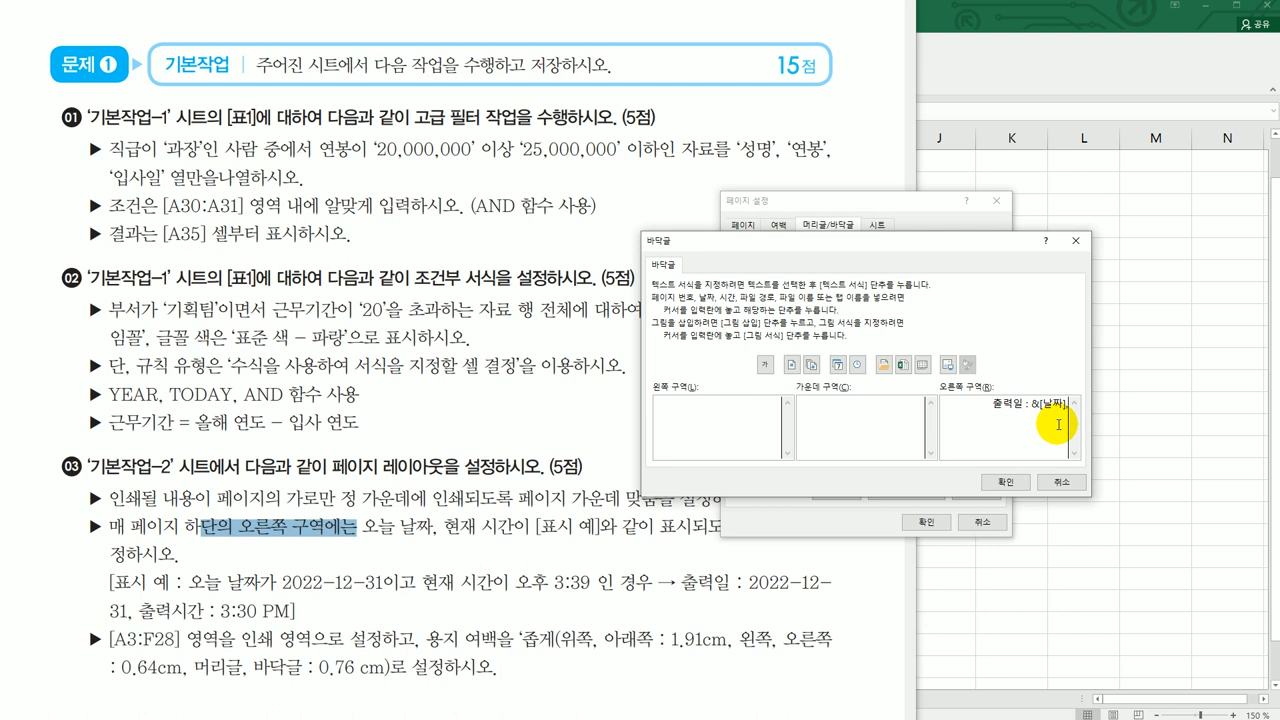 문제 1 기본작업 | 주어진 시트에서 다음 작업을 수행하고 저장하시오. 15점
01 ‘기본작업-1’ 시트의 [표1]에 대하여 다음과 같이 고급 필터 작업을 수행하시오. (5점)
▶ 직급이 ‘과장’인 사람 중에서 연봉이 ‘20,000,000’ 이상 ‘25,000,000’ 이하인 자료를 ‘성명’, ‘연봉’,
‘입사일’ 열만을나열하시오.
▶ 조건은 [A30:A31] 영역 내에 알맞게 입력하시오. (AND 함수 사용)
▶ 결과는 [A35] 셀부터 표시하시오.
02 ‘기본작업-1’ 시트의 [표1]에 대하여 다음과 같이 조건부 서식을 설정하시오. (5점)
▶ 부서가 ‘기획팀’이면서 근무기간이 ‘20’을 초과하는 자료 행 전체에 대하여
임꼴’, 글꼴 색은 ‘표준 색 - 파랑’으로 표시하시오.
▶ 단, 규칙 유형은 ‘수식을 사용하여 서식을 지정할 셀 결정’을 이용하시오.
▶ YEAR, TODAY, AND 함수 사용
▶ 근무기간 = 올해 연도 - 입사 연도
03 ‘기본작업-2’ 시트에서 다음과 같이 페이지 레이아웃을 설정하시오. (5점)
▶ 인쇄될 내용이 페이지의 가로만 정 가운데에 인쇄되도록 페이지 가운데 맞춤을 설정하
▶ 매 페이지 하단의 오른쪽 구역에는 오늘 날짜, 현재 시간이 [표시 예]와 같이 표시되도
정하시오.
[표시 예 : 오늘 날짜가 2022-12-31이고 현재 시간이 오후 3:39 인 경우 → 출력일 : 2022-12-
31, 출력시간 : 3:30 PM]
▶ [A3:F28] 영역을 인쇄 영역으로 설정하고, 용지 여백을 ‘좁게(위쪽, 아래쪽 : 1.91cm, 왼쪽, 오른쪽
: 0.64cm, 머리글, 바닥글 : 0.76 cm)로 설정하시오.
공유
J K L M N
페이지 설정 ?
페이지 여백 머리글/바닥글 시트
바닥글 ?
바닥글
텍스트 서식을 지정하려면 텍스트를 선택한 후 [텍스트 서식] 단추를 누릅니다.
페이지 번호, 날짜, 시간, 파일 경로, 파일 이름 또는 탭 이름을 넣으려면
커서를 입력란에 놓고 해당하는 단추를 누릅니다.
그림을 삽입하려면 [그림 삽입] 단추를 누르고, 그림 서식을 지정하려면
커서를 입력란에 놓고 [그림 서식] 단추를 누릅니다.
가
왼쪽 구역(L): 가운데 구역(C): 오른쪽 구역(R):
출력일 : &[날짜],
확인 취소
확인 취소
150 %